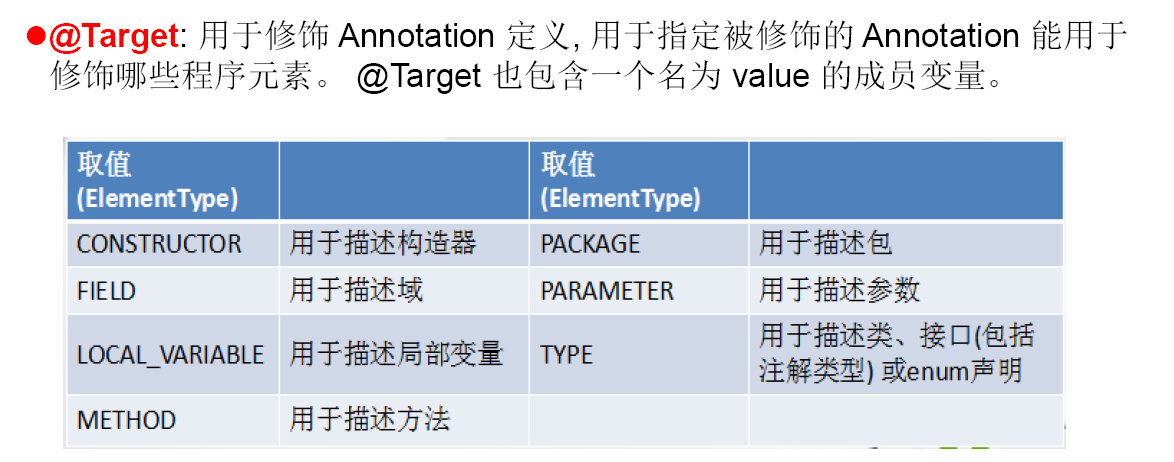 ●@Target: 用于修饰 Annotation 定义, 用于指定被修饰的 Annotation 能用于
修饰哪些程序元素。 @Target 也包含一个名为 value 的成员变量。
取值
(ElementType)
取值
(ElementType)
CONSTRUCTOR 用于描述构造器 PACKAGE 用于描述包
FIELD 用于描述域 PARAMETER 用于描述参数
LOCAL_VARIABLE 用于描述局部变量 TYPE 用于描述类、接口(包括
注解类型) 或enum声明
METHOD 用于描述方法